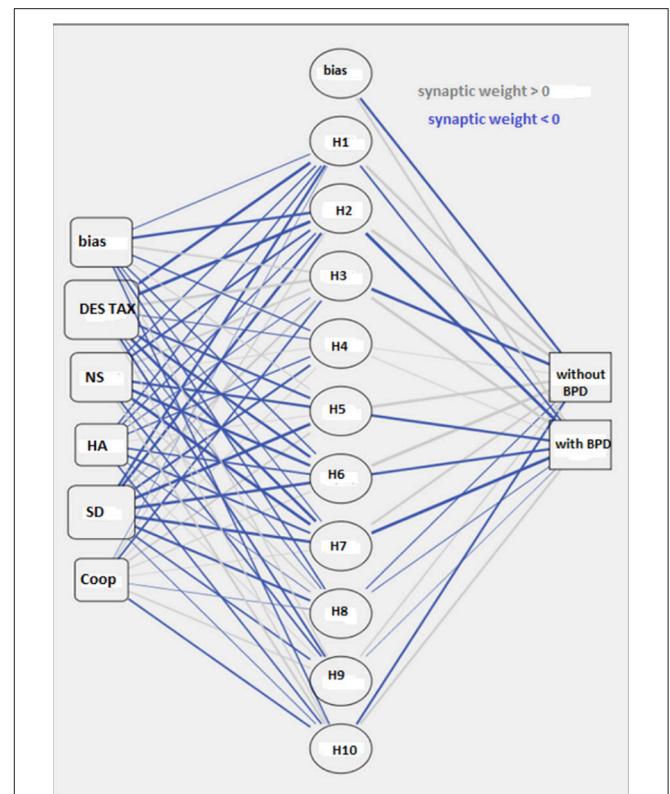 bias
synaptic weight > 0
synaptic weight < 0
H1
H2
bias
H3
DES TAX
H4
without
BPD
NS
H5
HA
with BPD
H6
SD
H7
Coop
H8
H9
H10